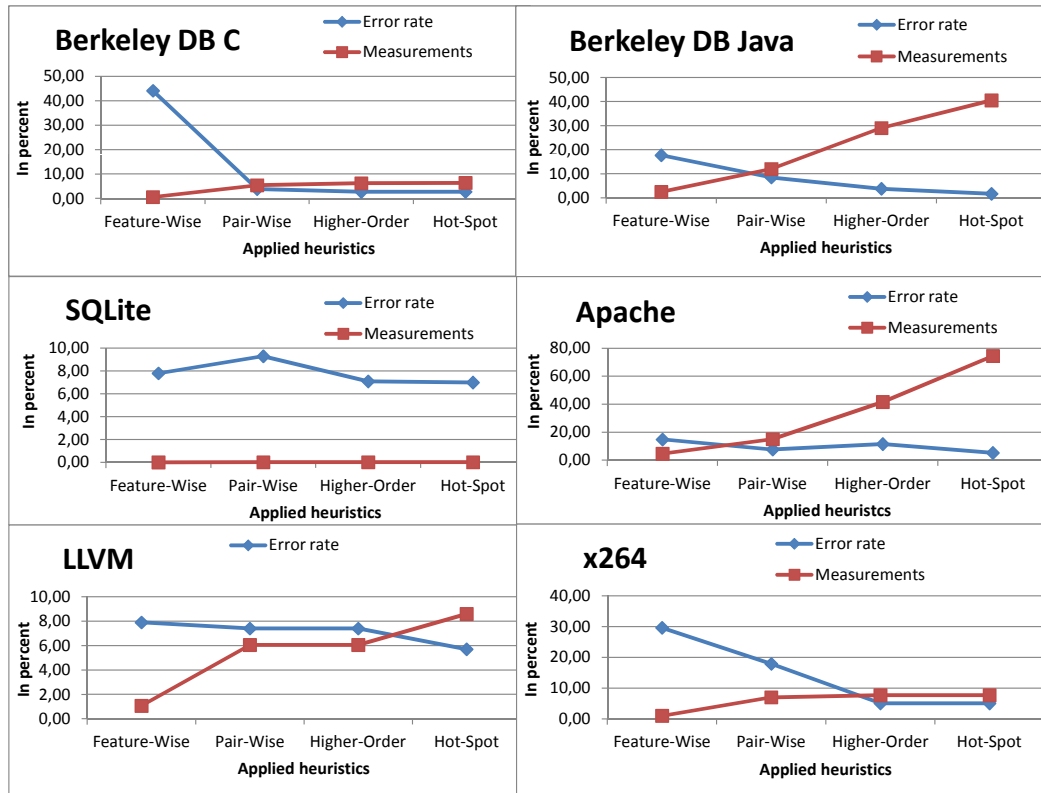 Berkeley DB C
Error rate
Measurements
In percent
50,00
40,00
30,00
20,00
10,00
0,00
Feature-Wise Pair-Wise Higher-Order Hot-Spot
Applied heuristics
Berkeley DB Java
Error rate
Measurements
In percent
50,00
40,00
30,00
20,00
10,00
0,00
Feature-Wise Pair-Wise Higher-Order Hot-Spot
Applied heuristics
SQLite
Error rate
Measurements
In percent
10,00
8,00
6,00
4,00
2,00
0,00
Feature-Wise Pair-Wise Higher-Order Hot-Spot
Applied heuristics
Apache
Error rate
Measurements
In percent
80,00
60,00
40,00
20,00
0,00
Feature-Wise Pair-Wise Higher-Order Hot-Spot
Applied heuristcs
LLVM
Error rate
In percent
10,00
8,00
6,00
4,00
2,00
0,00
Feature-Wise Pair-Wise Higher-Order Hot-Spot
Applied heuristics
x264
Error rate
Measurements
In percent
40,00
30,00
20,00
10,00
0,00
Feature-Wise Pair-Wise Higher-Order Hot-Spot
Applied heuristics